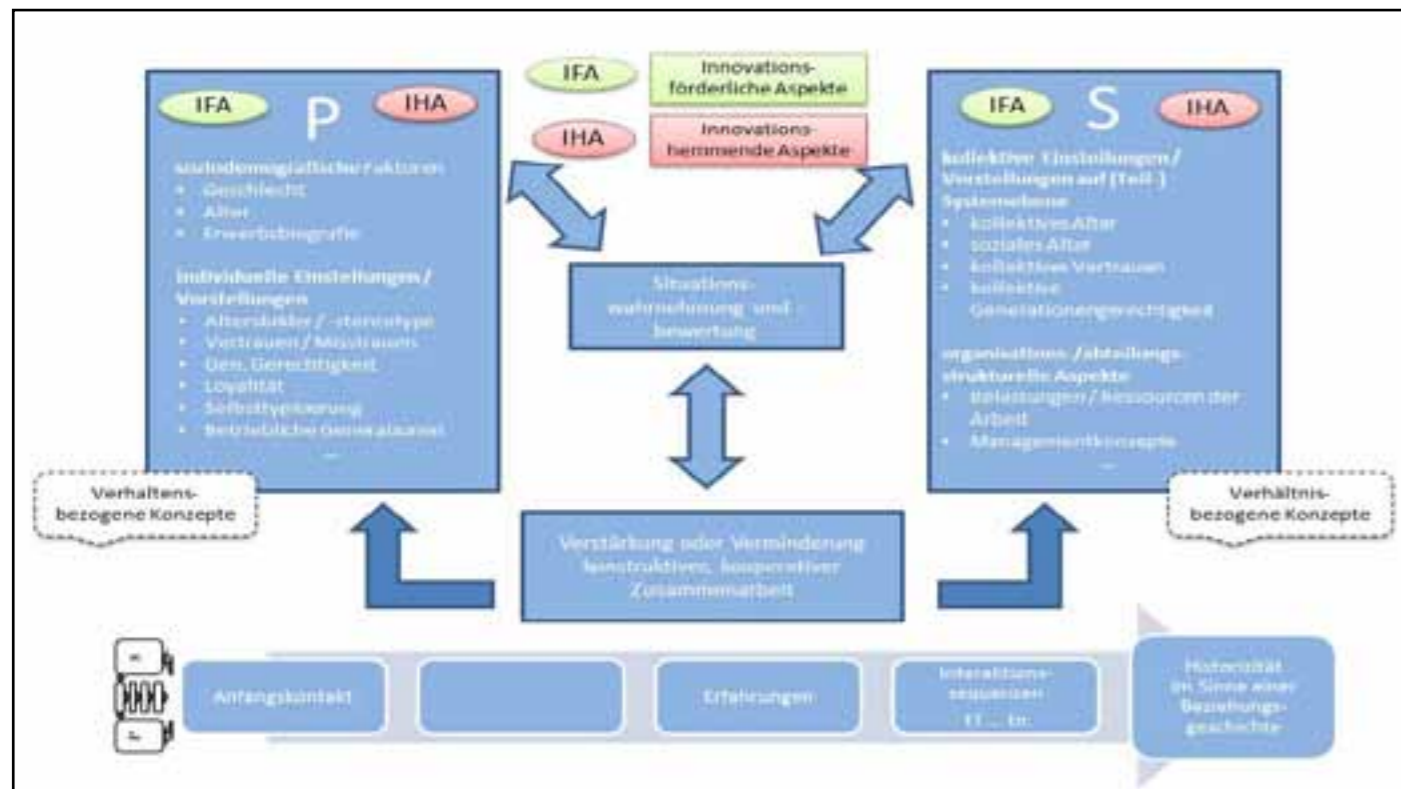 IFA
P
IHA
soziodemografische Faktoren
• Geschlecht
• Alter
• Erwerbsbiografie
Individuelle Einstellungen /
Vorstellungen
• Altersbilder / -stereotype
• Vertrauen / Misstrauen
• Gen. Gerechtigkeit
• Loyalität
• Selbsttypisierung
• Betriebliche
...
Verhaltens-
bezogene Konzepte
IFA
Innovations-
förderliche Aspekte
IHA
Innovations-
hemmende Aspekte
Situations-
wahrnehmung und -
bewertung
Verstärkung oder Verminderung
konstruktiver, kooperativer
Zusammenarbeit
IFA
S
IHA
kollektive Einstellungen /
Vorstellungen auf (Teil-)
Systemebene
• kollektives Alter
• soziales Alter
• kollektives Vertrauen
• kollektive
Generationengerechtigkeit
organisations-/abteilungs-
strukturelle Aspekte
• Belastungen / Ressourcen der
Arbeit
• Managementkonzepte
...
Verhältnis-
bezogene Konzepte
Anfangskontakt
Erfahrungen
Interaktions-
sequenzen
t1 ... tn
Historizität
im Sinne einer
Beziehungs-
geschichte